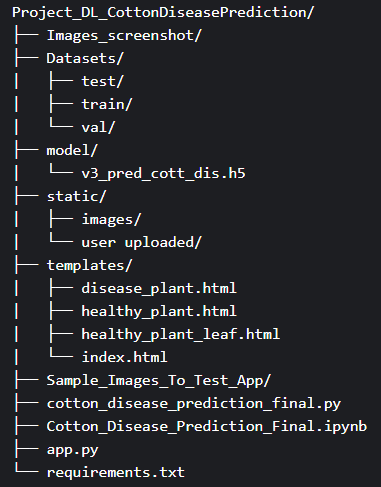 Project_DL_CottonDiseasePrediction/
├── Images_screenshot/
├── Datasets/
│   ├── test/
│   ├── train/
│   └── val/
├── model/
│   └── v3_pred_cott_dis.h5
├── static/
│   ├── images/
│   └── user uploaded/
├── templates/
│   ├── disease_plant.html
│   ├── healthy_plant.html
│   ├── healthy_plant_leaf.html
│   └── index.html
├── Sample_Images_To_Test_App/
├── cotton_disease_prediction_final.py
├── Cotton_Disease_Prediction_Final.ipynb
├── app.py
└── requirements.txt